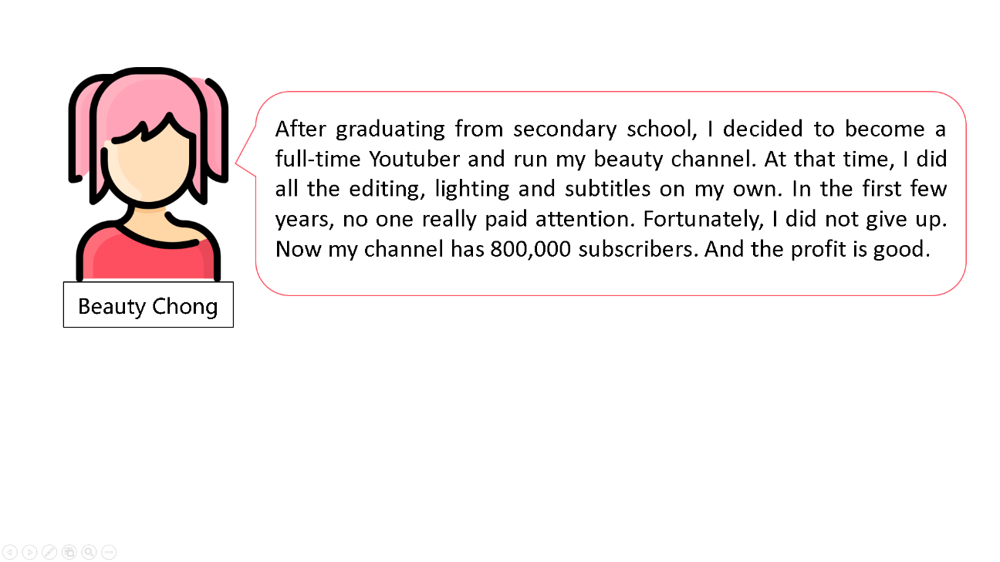 After graduating from secondary school, I decided to become a
full-time Youtuber and run my beauty channel. At that time, I did
all the editing, lighting and subtitles on my own. In the first few
years, no one really paid attention. Fortunately, I did not give up.
Now my channel has 800,000 subscribers. And the profit is good.
Beauty Chong